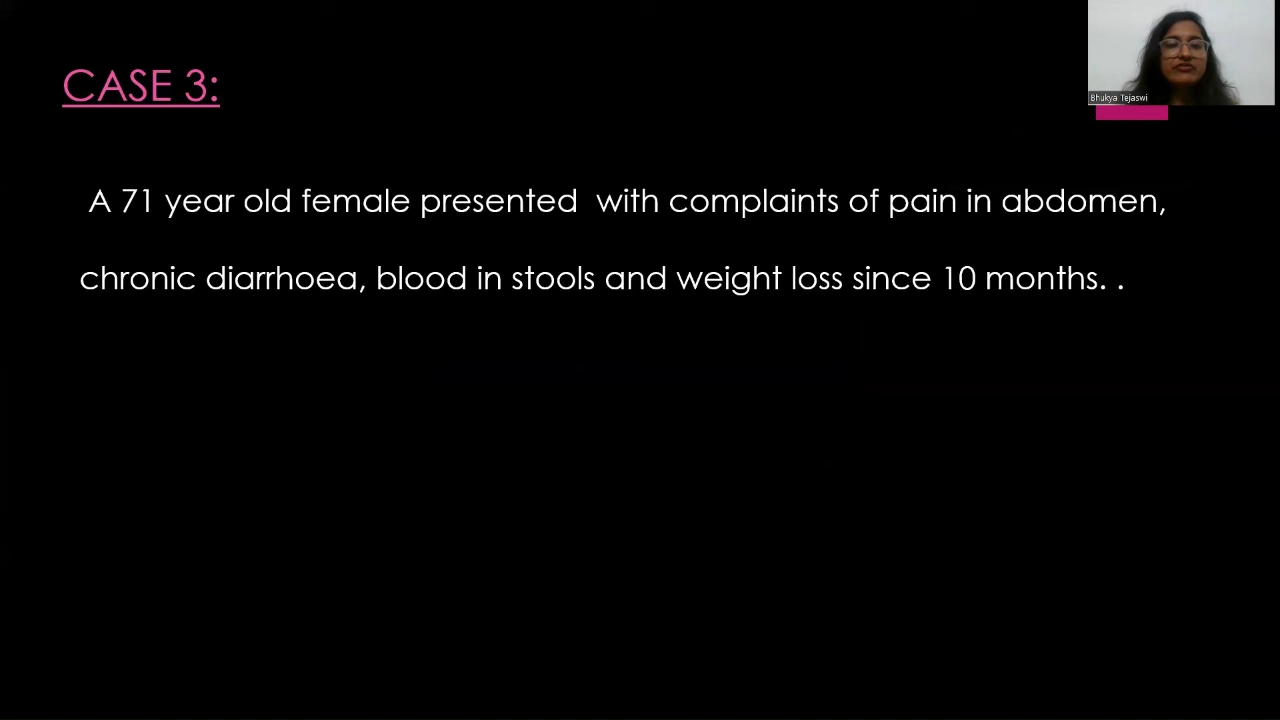 CASE 3:
Bhukya Tejaswi
A 71 year old female presented  with complaints of pain in abdomen,
chronic diarrhoea, blood in stools and weight loss since 10 months. .